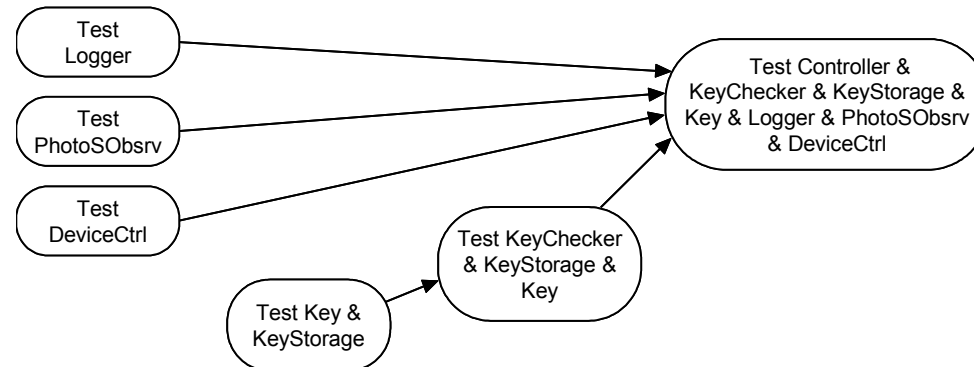 Test
Logger
Test
PhotoSObsrv
Test
DeviceCtrl
Test Key &
KeyStorage
Test KeyChecker
& KeyStorage &
Key
Test Controller &
KeyChecker & KeyStorage &
Key & Logger & PhotoSObsrv
& DeviceCtrl